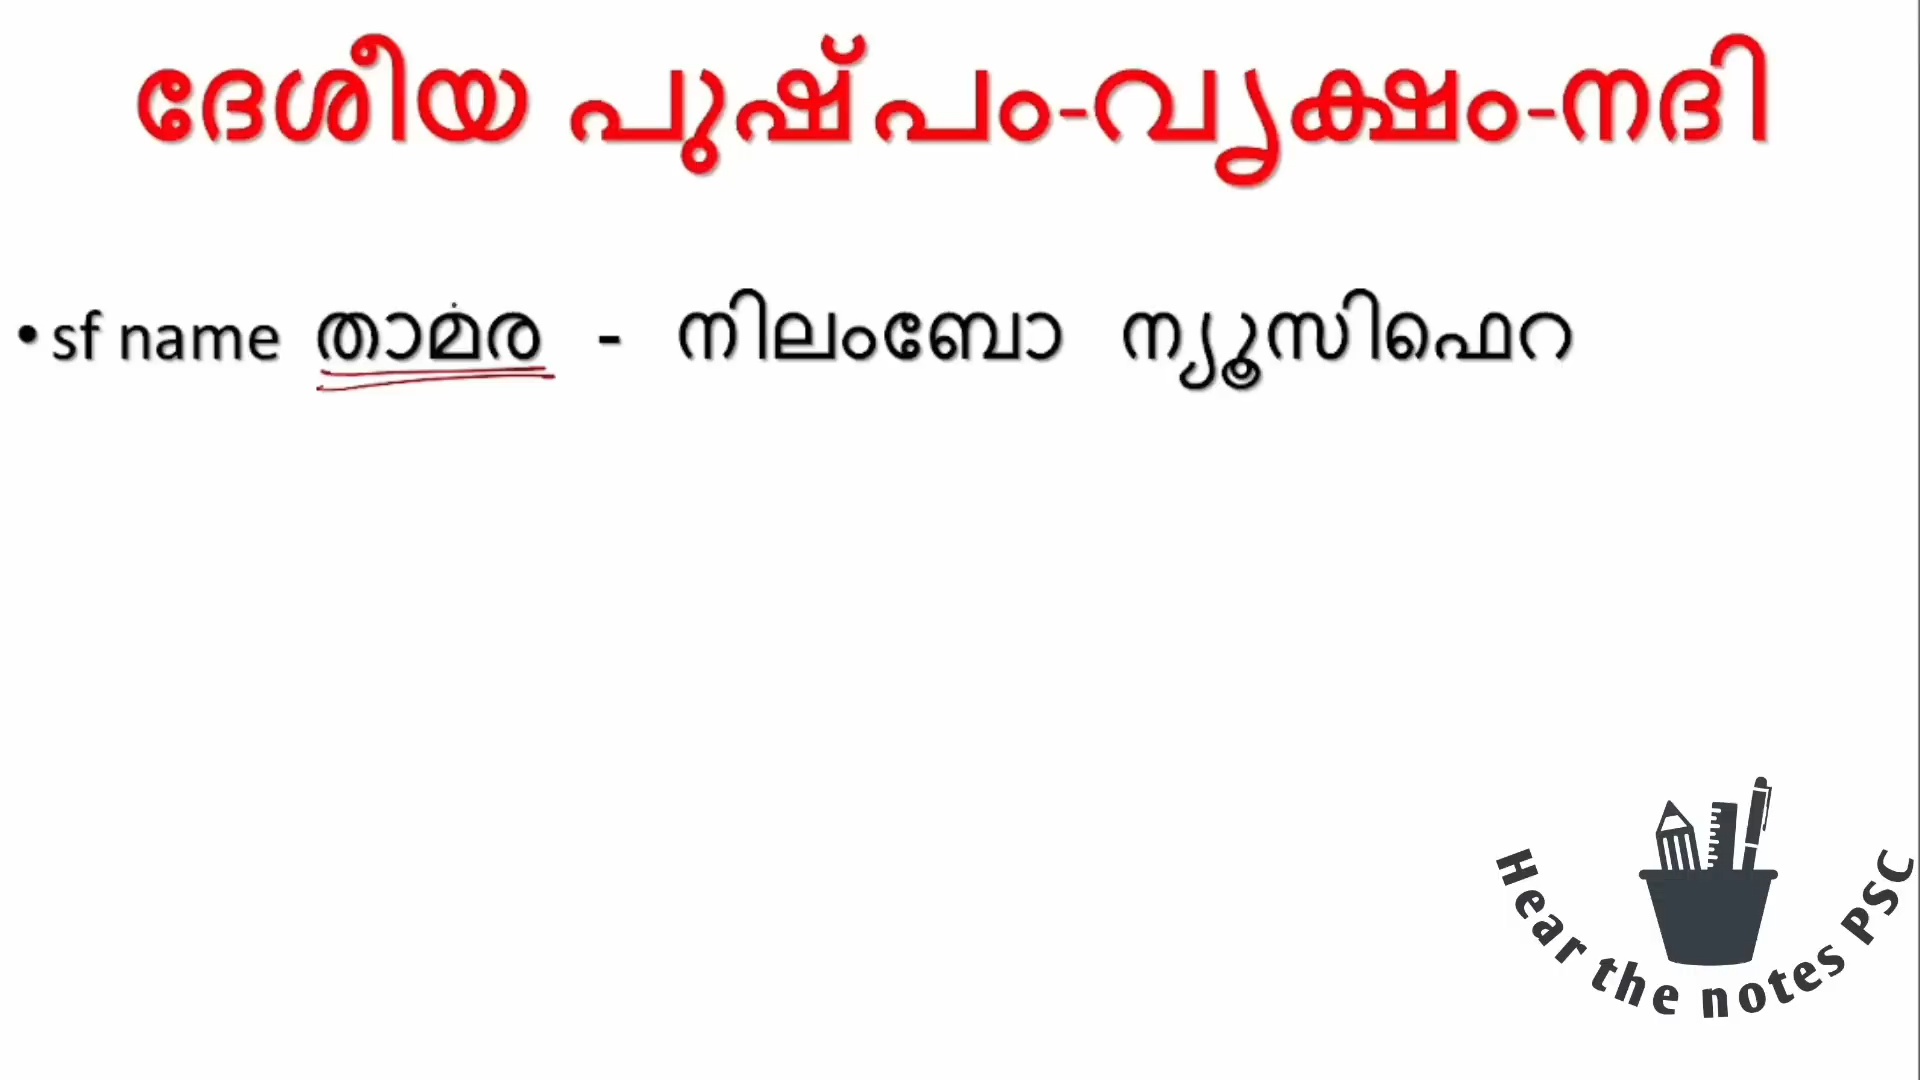 ദേശീയ പുഷ്പം-വൃക്ഷം-നദി
• sf name താമര - നിലംബോ ന്യൂസിഫെറ
Hear the notes PSC